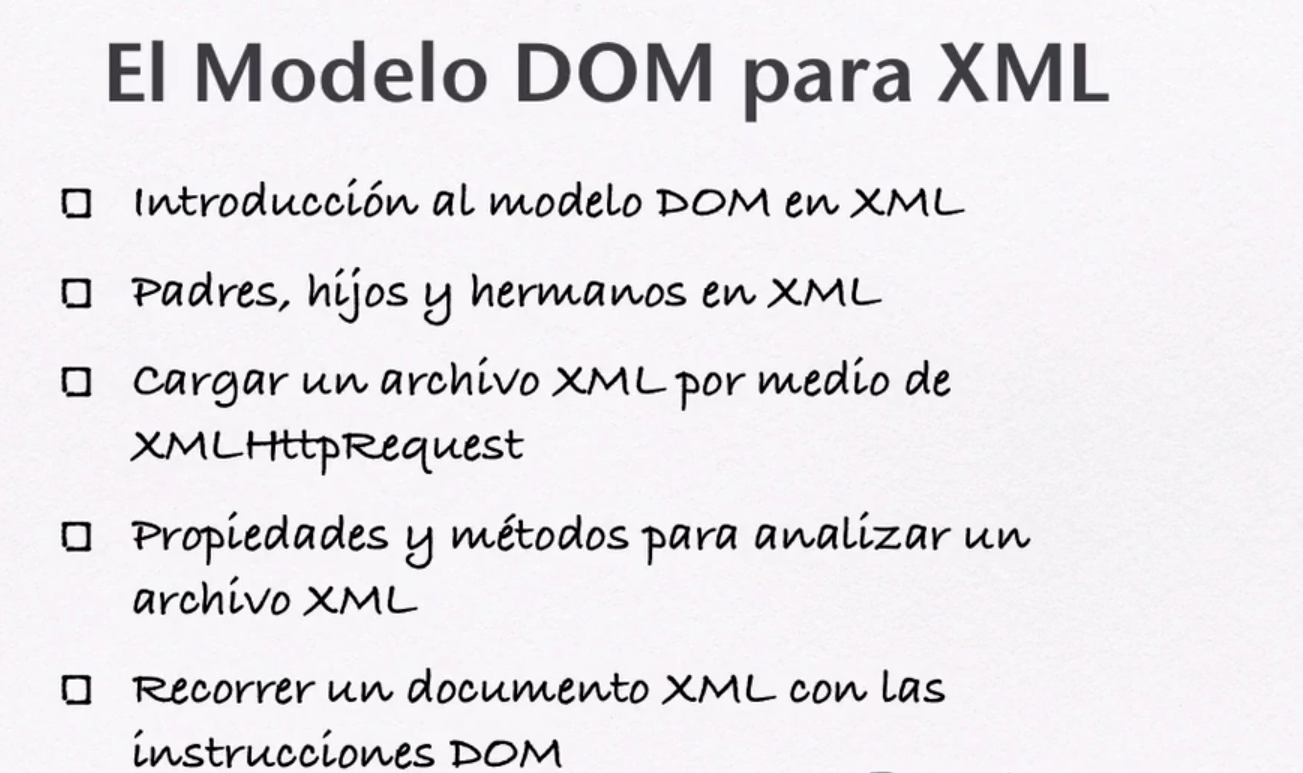 El Modelo DOM para XML
Introducción al modelo DOM en XML
Padres, hijos y hermanos en XML
Cargar un archivo XML por medio de
XMLHttpRequest
Propiedades y métodos para analizar un
archivo XML
Recorrer un documento XML con las
instrucciones DOM